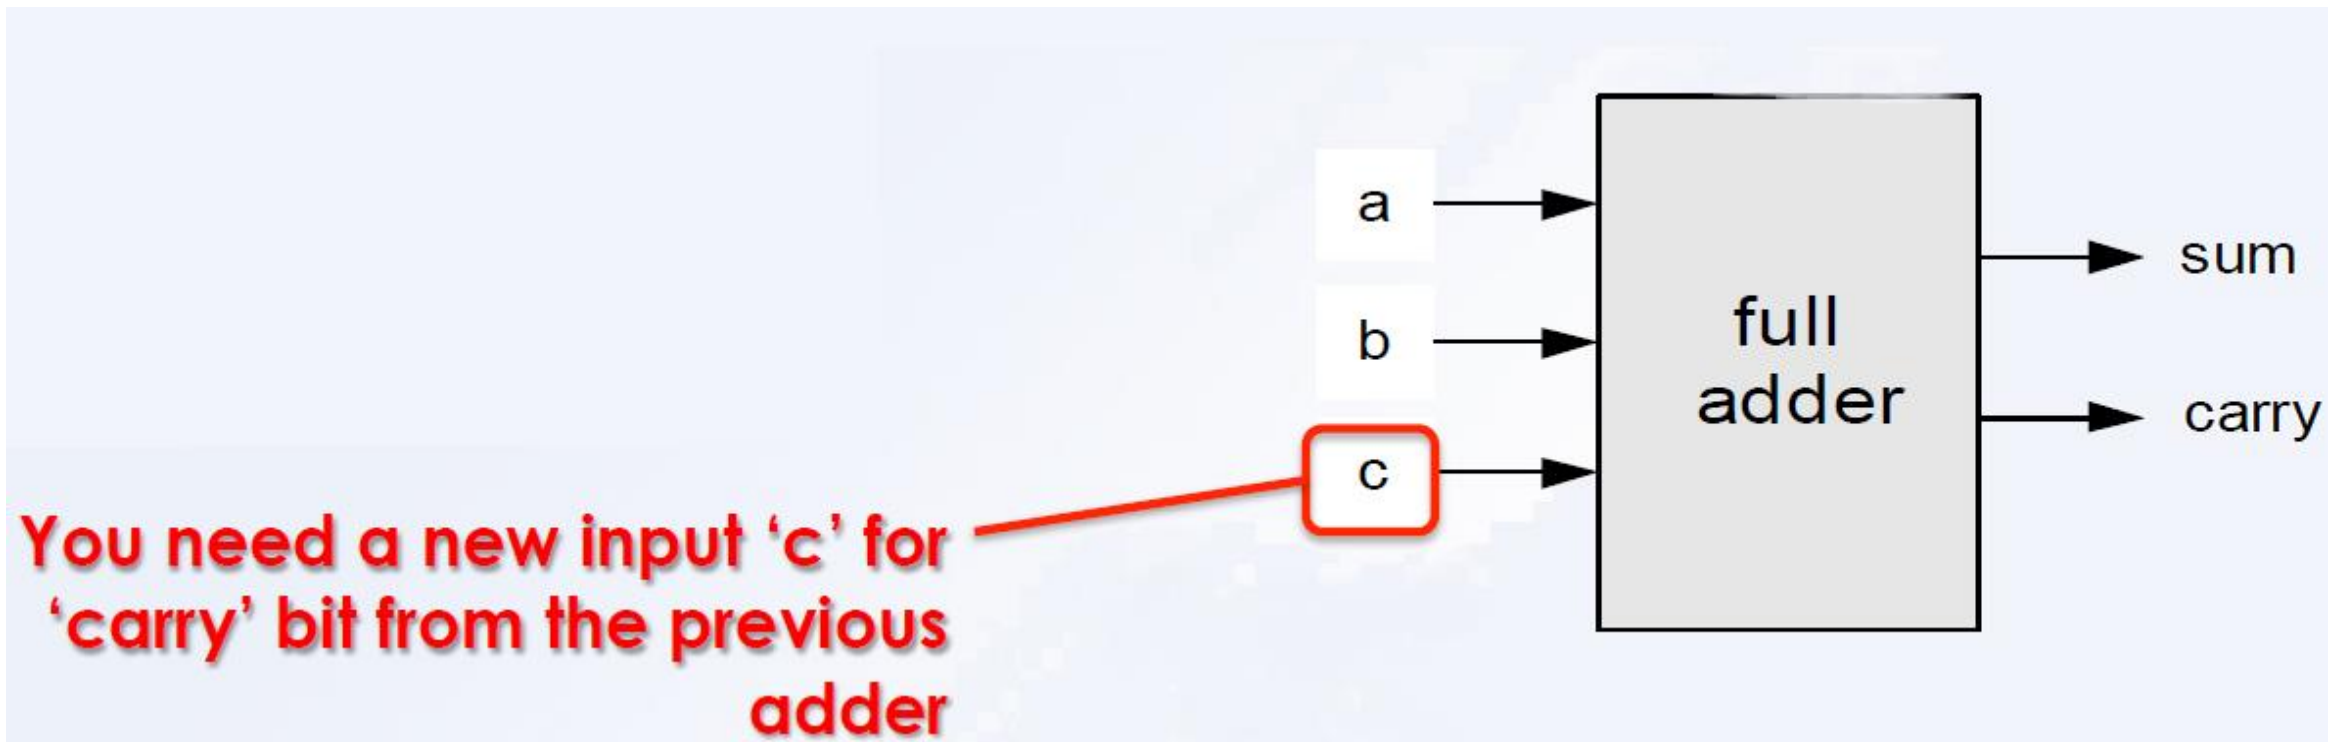 a
b
c
full
adder
sum
carry
You need a new input ‘c’ for
‘carry’ bit from the previous
adder